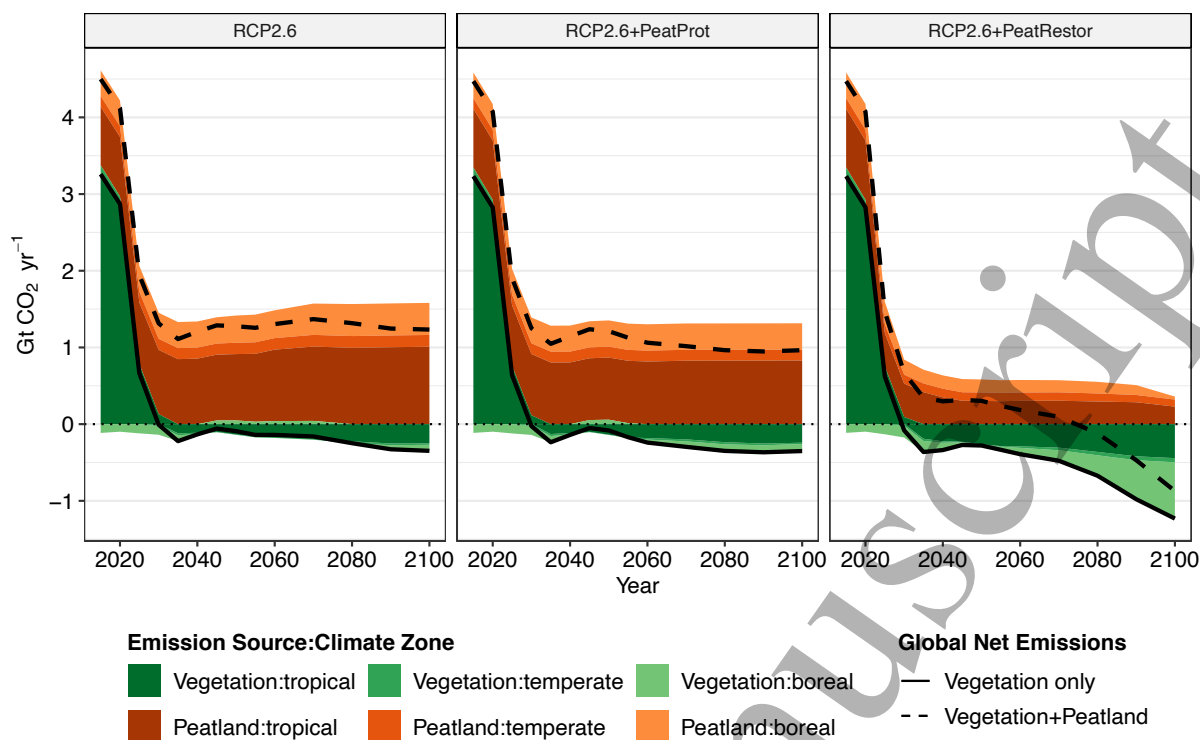 RCP2.6 RCP2.6+PeatProt RCP2.6+PeatRestor
Gt CO₂ yr⁻¹
4
3
2
1
0
−1
2020 2040 2060 2080 2100 2020 2040 2060 2080 2100 2020 2040 2060 2080 2100
Year
Emission Source:Climate Zone Global Net Emissions
Vegetation:tropical Vegetation:temperate Vegetation:boreal Vegetation only
Peatland:tropical Peatland:temperate Peatland:boreal Vegetation+Peatland
uscript